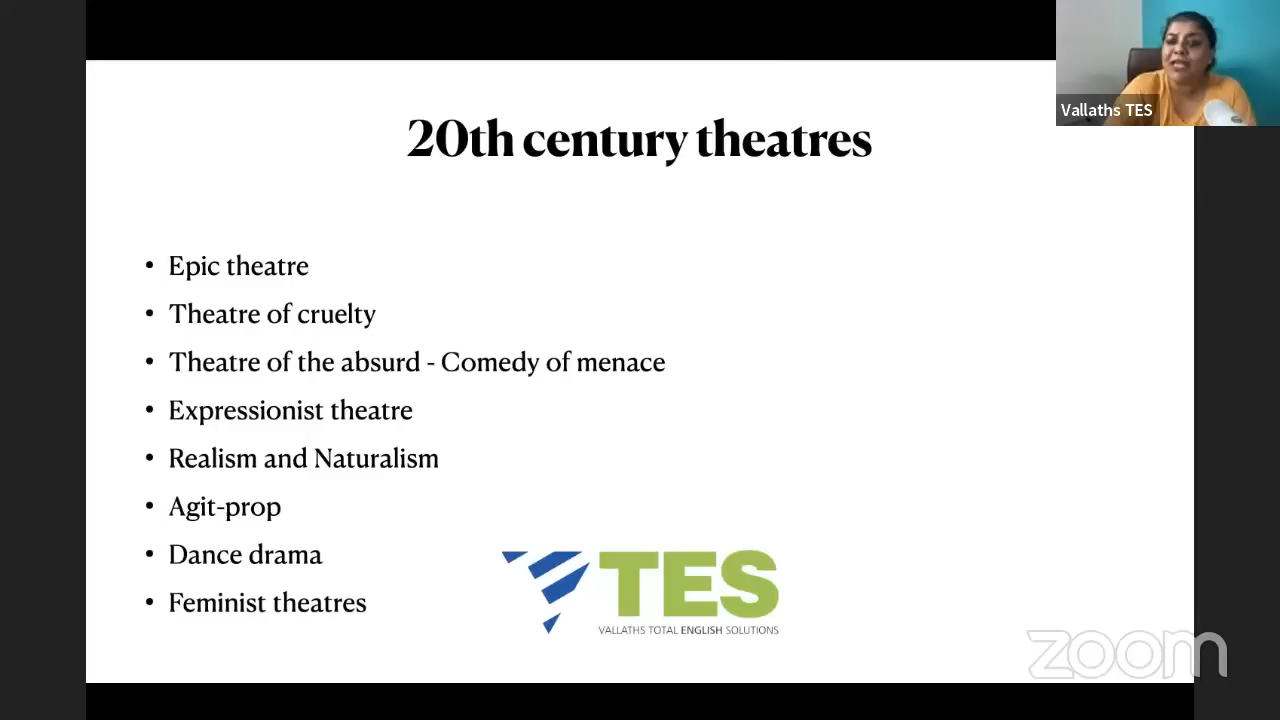 Vallaths TES
20th century theatres
• Epic theatre
• Theatre of cruelty
• Theatre of the absurd - Comedy of menace
• Expressionist theatre
• Realism and Naturalism
• Agit-prop
• Dance drama
• Feminist theatres
TES
VALLATHS TOTAL ENGLISH SOLUTIONS
zoom